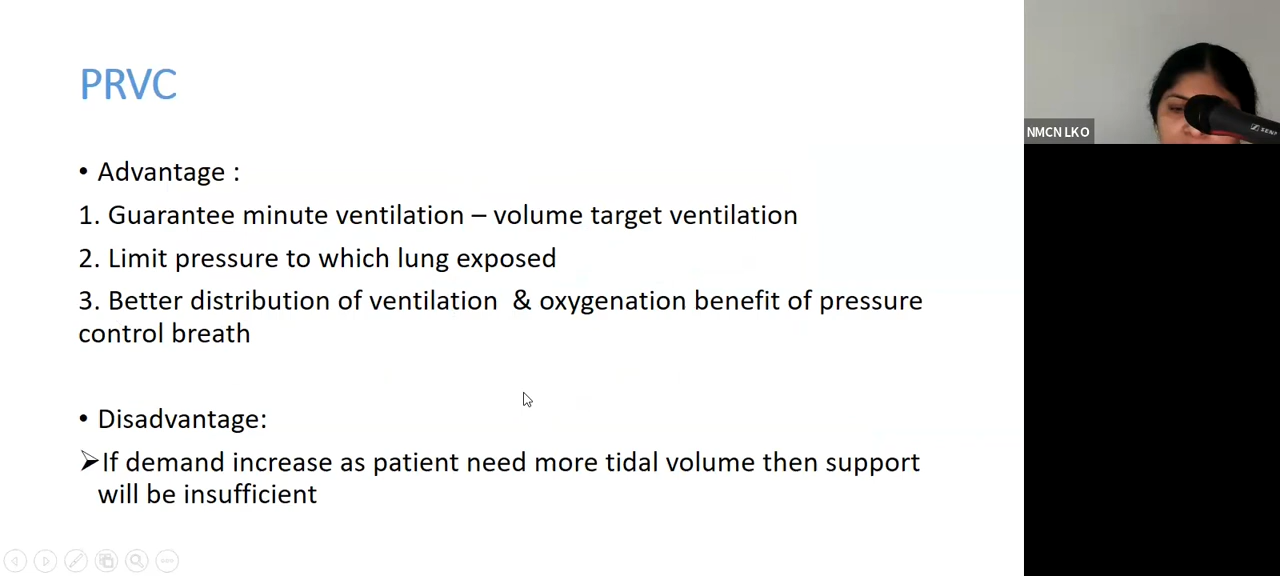 PRVC
• Advantage :
1. Guarantee minute ventilation – volume target ventilation
2. Limit pressure to which lung exposed
3. Better distribution of ventilation & oxygenation benefit of pressure
control breath
• Disadvantage:
➢If demand increase as patient need more tidal volume then support
will be insufficient
NMCN LKO